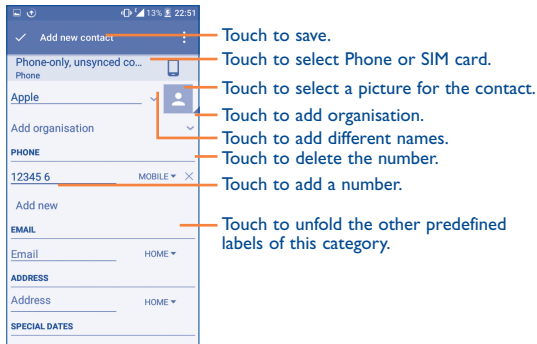 13% 22:51
Add new contact
Touch to save.
Phone-only, unsynced co...
Phone
Touch to select Phone or SIM card.
Apple
Touch to select a picture for the contact.
Add organisation
Touch to add organisation.
Touch to add different names.
PHONE
Touch to delete the number.
12345 6 MOBILE
Touch to add a number.
Add new
Touch to unfold the other predefined
labels of this category.
EMAIL
Email HOME
ADDRESS
Address HOME
SPECIAL DATES